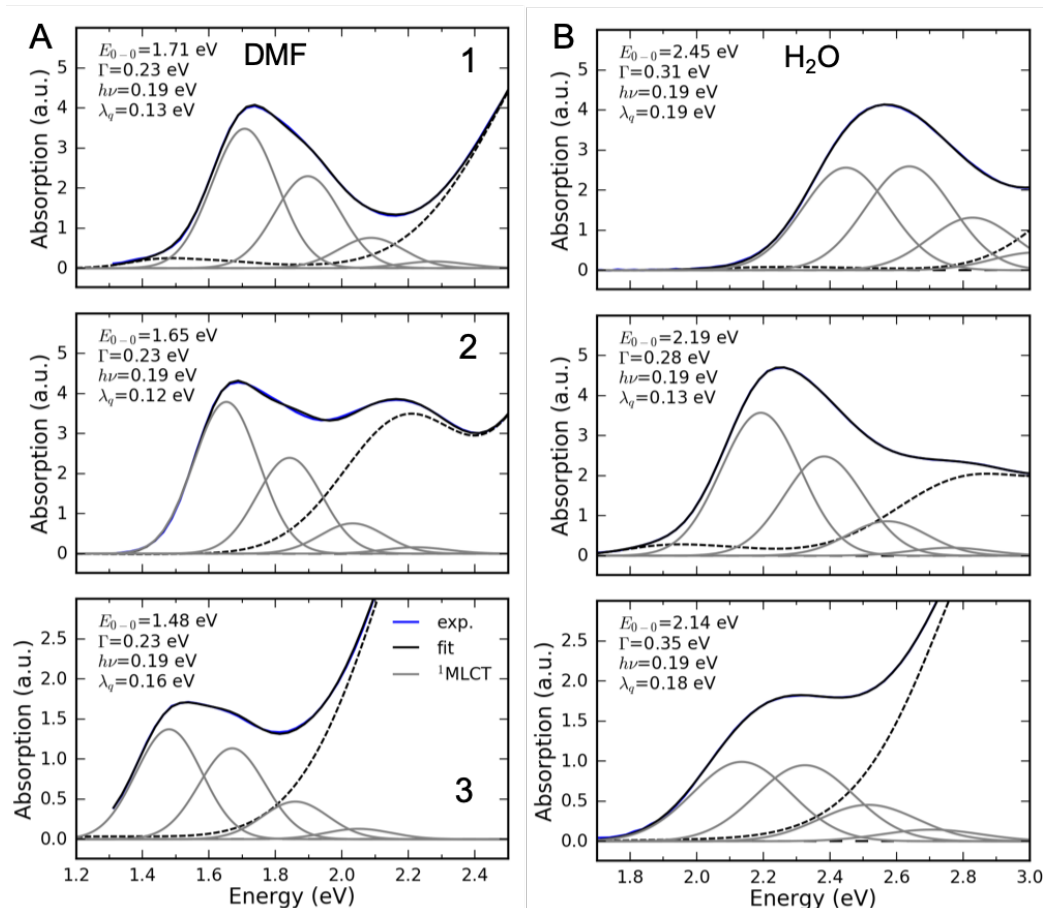 A
DMF
1
E0−0=1.71 eV
Γ=0.23 eV
hν=0.19 eV
λq=0.13 eV
Absorption (a.u.)
5
4
3
2
1
0
2
E0−0=1.65 eV
Γ=0.23 eV
hν=0.19 eV
λq=0.12 eV
Absorption (a.u.)
5
4
3
2
1
0
E0−0=1.48 eV
Γ=0.23 eV
hν=0.19 eV
λq=0.16 eV
exp.
fit
¹MLCT
3
Absorption (a.u.)
2.5
2.0
1.5
1.0
0.5
0.0
1.2 1.4 1.6 1.8 2.0 2.2 2.4
Energy (eV)
B
H₂O
E0−0=2.45 eV
Γ=0.31 eV
hν=0.19 eV
λq=0.19 eV
Absorption (a.u.)
5
4
3
2
1
0
E0−0=2.19 eV
Γ=0.28 eV
hν=0.19 eV
λq=0.13 eV
Absorption (a.u.)
5
4
3
2
1
0
E0−0=2.14 eV
Γ=0.35 eV
hν=0.19 eV
λq=0.18 eV
Absorption (a.u.)
2.5
2.0
1.5
1.0
0.5
0.0
1.8 2.0 2.2 2.4 2.6 2.8 3.0
Energy (eV)